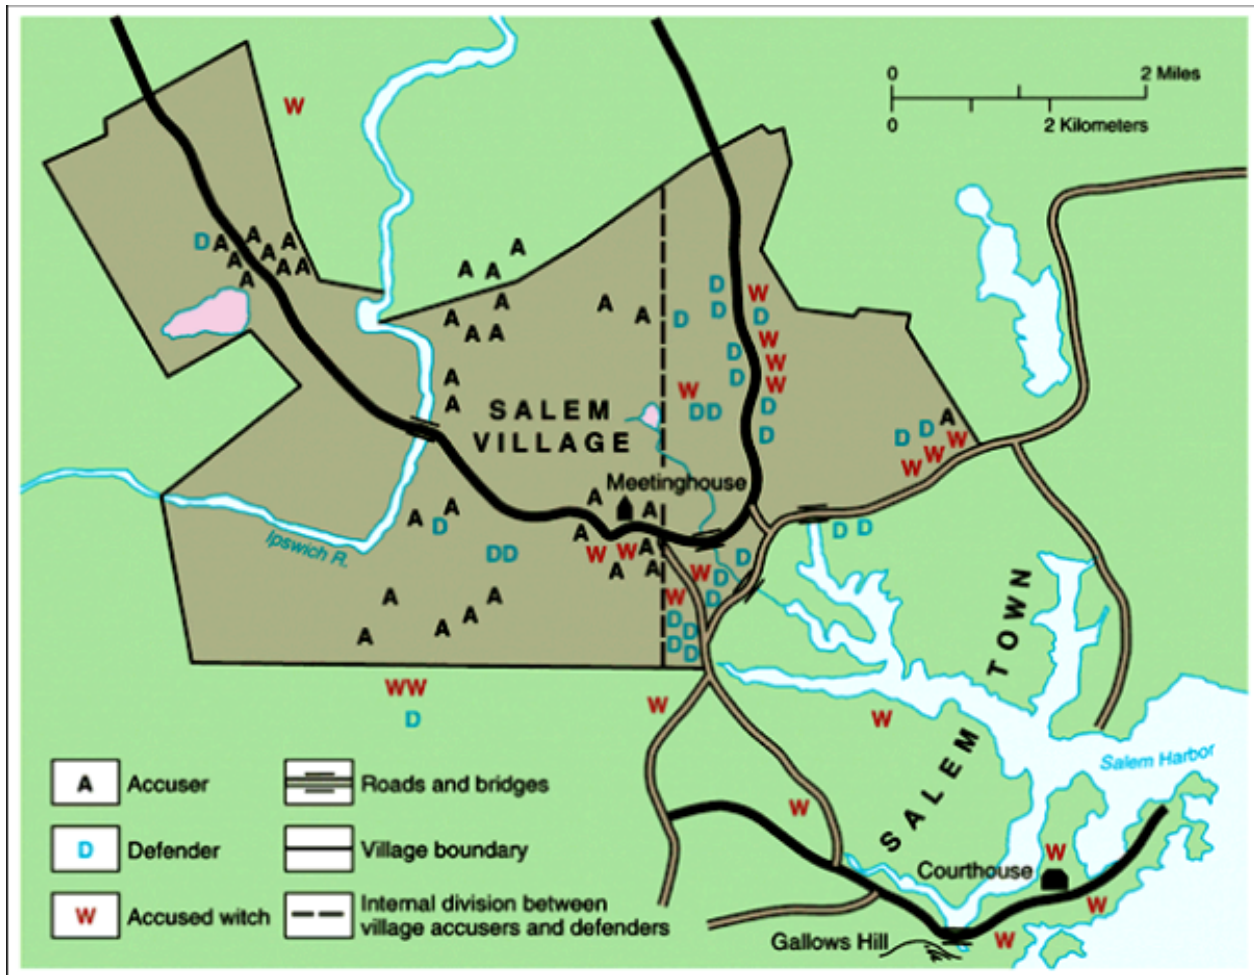 0 2 Miles
0 2 Kilometers
W
D A A A
A A A A
A
A
A A
A
A A
A A
A
A
D
D
D
W
D
D
W
D
W
D
W
W
D D
D
D
A
D
D
W
W
W
SALEM
VILLAGE
Meetinghouse
A
A
A
A
A
D
D D
A
W
W
A
A
A
D D
D
W
D
W
D
D
D
D
D
A
A
A
A
A
Ipswich R.
W W
D
W
W
W
SALEM TOWN
Salem Harbor
Courthouse
W
W
W
Gallows Hill
A Accuser
D Defender
W Accused witch
Roads and bridges
Village boundary
Internal division between
village accusers and defenders